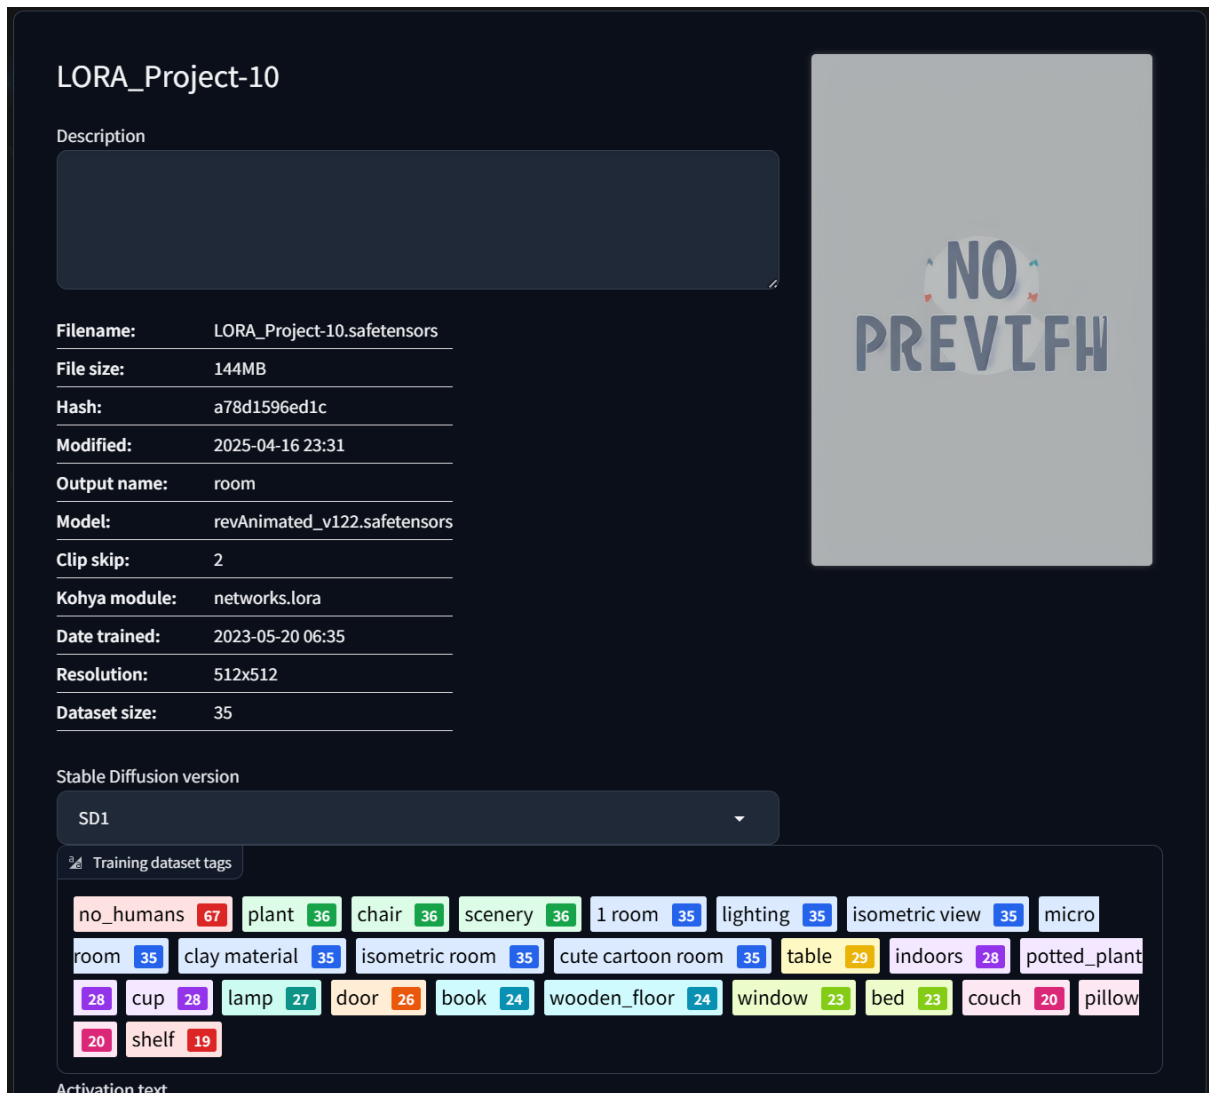 LORA_Project-10
Description
NO
PREVIFW
Filename: LORA_Project-10.safetensors
File size: 144MB
Hash: a78d1596ed1c
Modified: 2025-04-16 23:31
Output name: room
Model: revAnimated_v122.safetensors
Clip skip: 2
Kohya module: networks.lora
Date trained: 2023-05-20 06:35
Resolution: 512x512
Dataset size: 35
Stable Diffusion version
SD1
Training dataset tags
no_humans 67 plant 36 chair 36 scenery 36 1 room 35 lighting 35 isometric view 35 micro
room 35 clay material 35 isometric room 35 cute cartoon room 35 table 29 indoors 28 potted_plant
28 cup 28 lamp 27 door 26 book 24 wooden_floor 24 window 23 bed 23 couch 20 pillow
20 shelf 19
Activation text